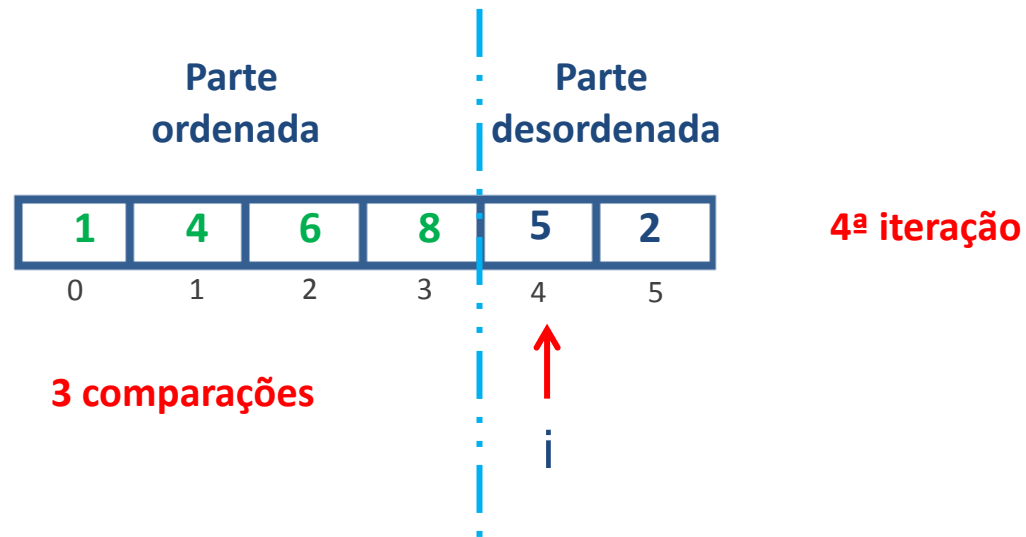 Parte
ordenada
Parte
desordenada
1 4 6 8 5 2
4ª iteração
0 1 2 3 4 5
3 comparações
i